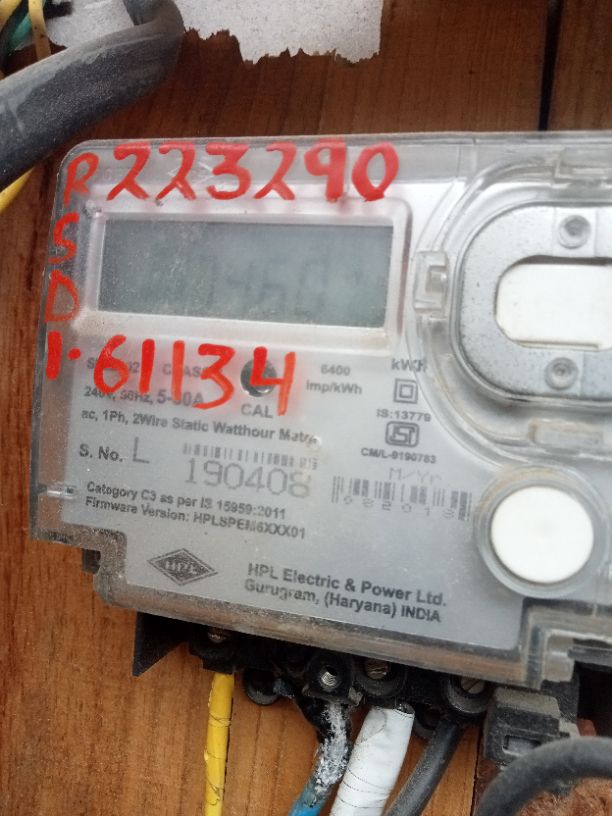 R 223290
S
D
1.61134
6400
imp/kWh
kWh
240V, 50Hz, 5-30A
CAL
IS:13779
ac, 1Ph, 2Wire Static Watthour Meter
CM/L-9190783
S. No. L 190408
M/Yr
Category C3 as per IS 15959:2011
Firmware Version: HPLSPEM6XXX01
HPL
HPL Electric & Power Ltd.
Gurugram, (Haryana) INDIA